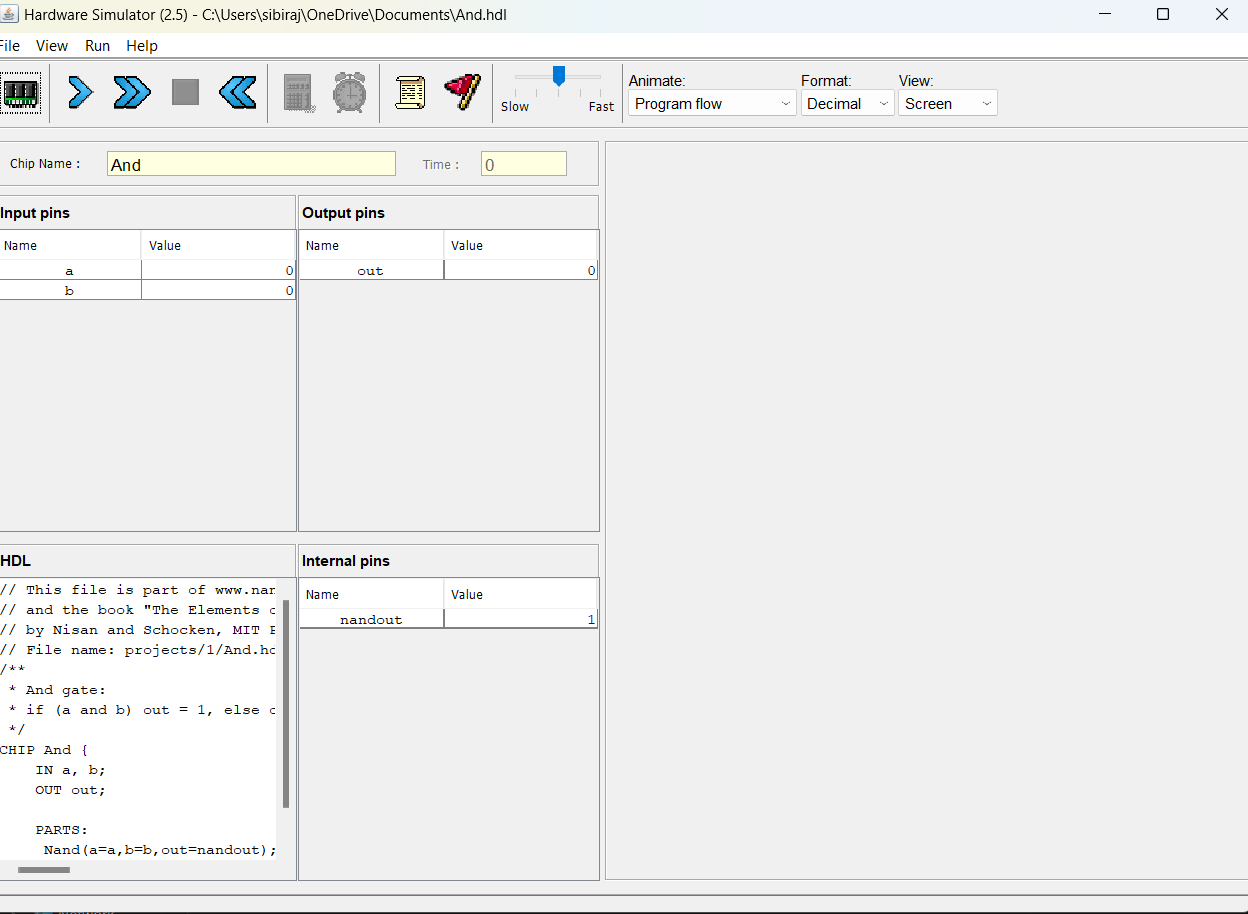 Hardware Simulator (2.5) - C:\Users\sibiraj\OneDrive\Documents\And.hdl
File View Run Help
Slow Fast
Animate: Format: View:
Program flow Decimal Screen
Chip Name : And Time : 0
Input pins
Name Value
a 0
b 0
Output pins
Name Value
out 0
HDL
// This file is part of www.nan
// and the book "The Elements o
// by Nisan and Schocken, MIT P
// File name: projects/1/And.hd
/**
* And gate:
* if (a and b) out = 1, else o
*/
CHIP And {
IN a, b;
OUT out;
PARTS:
Nand(a=a,b=b,out=nandout);
Internal pins
Name Value
nandout 1